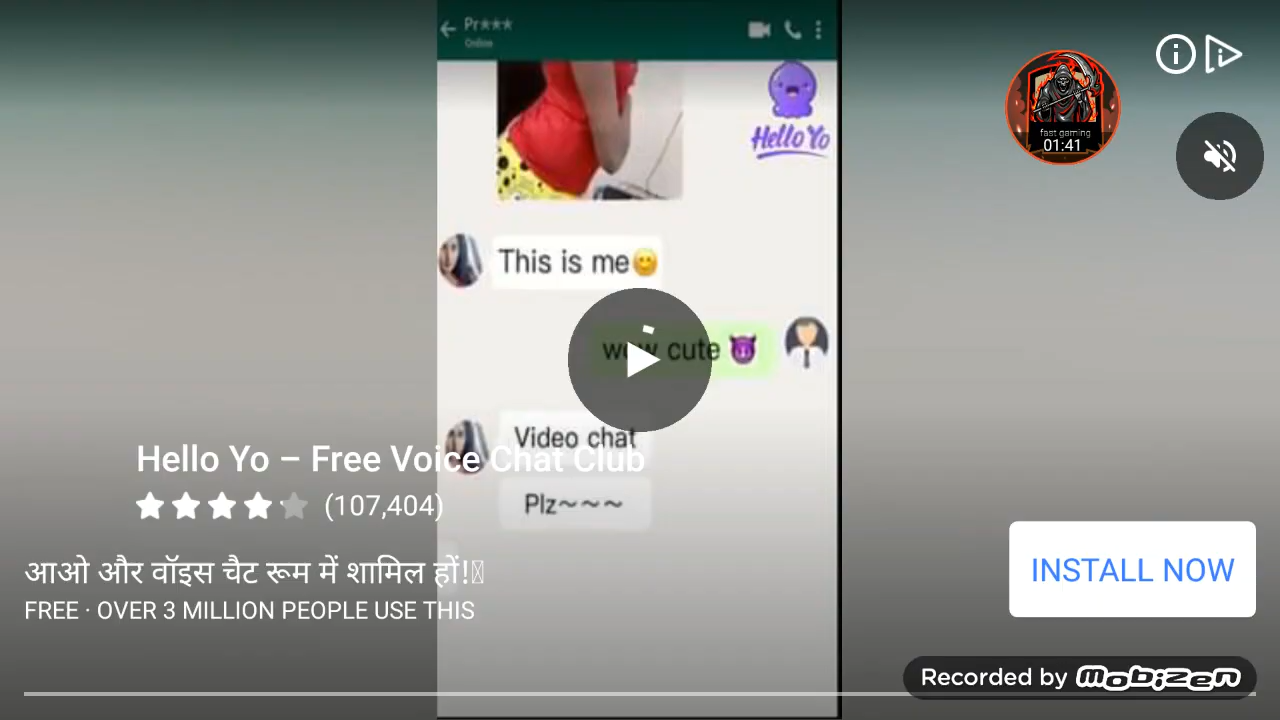 Pr***
Online
Hello Yo
fast gaming
01:41
This is me😊
wow cute 😈
Video chat
Hello Yo – Free Voice Chat Club
(107,404)
Plz~~~
आओ और वॉइस चैट रूम में शामिल हों!
FREE · OVER 3 MILLION PEOPLE USE THIS
INSTALL NOW
Recorded by mobizen